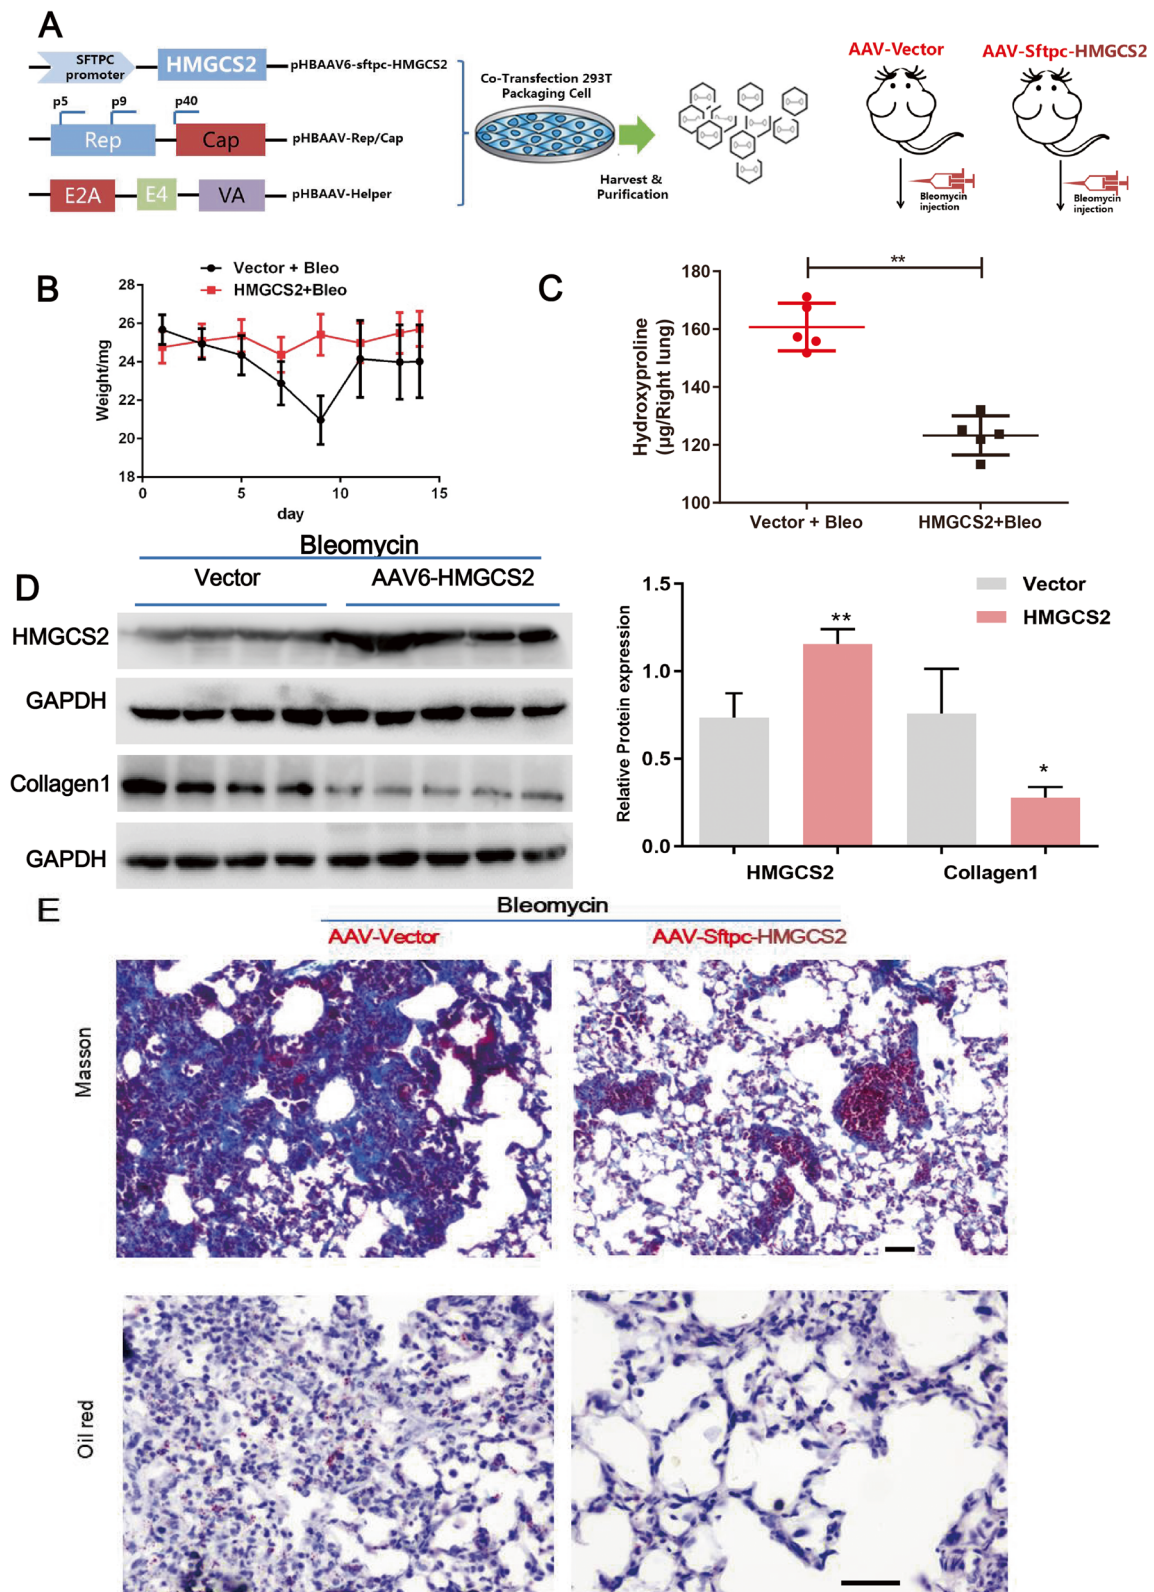 A
SFTPC
promoter
HMGCS2
pHBAAV6-sftpc-HMGCS2
p5
p9
p40
Rep
Cap
pHBAAV-Rep/Cap
E2A
E4
VA
pHBAAV-Helper
Co-Transfection 293T
Packaging Cell
Harvest &
Purification
AAV-Vector
AAV-Sftpc-HMGCS2
Bleomycin
injection
Bleomycin
injection
B
Vector + Bleo
HMGCS2+Bleo
Weight/mg
28
26
24
22
20
18
0
5
10
15
day
C
**
Hydroxyproline
(µg/Right lung)
180
160
140
120
100
Vector + Bleo
HMGCS2+Bleo
D
Bleomycin
Vector
AAV6-HMGCS2
HMGCS2
GAPDH
Collagen1
GAPDH
Relative Protein expression
1.5
1.0
0.5
0.0
Vector
HMGCS2
**
*
HMGCS2
Collagen1
E
Bleomycin
AAV-Vector
AAV-Sftpc-HMGCS2
Masson
Oil red